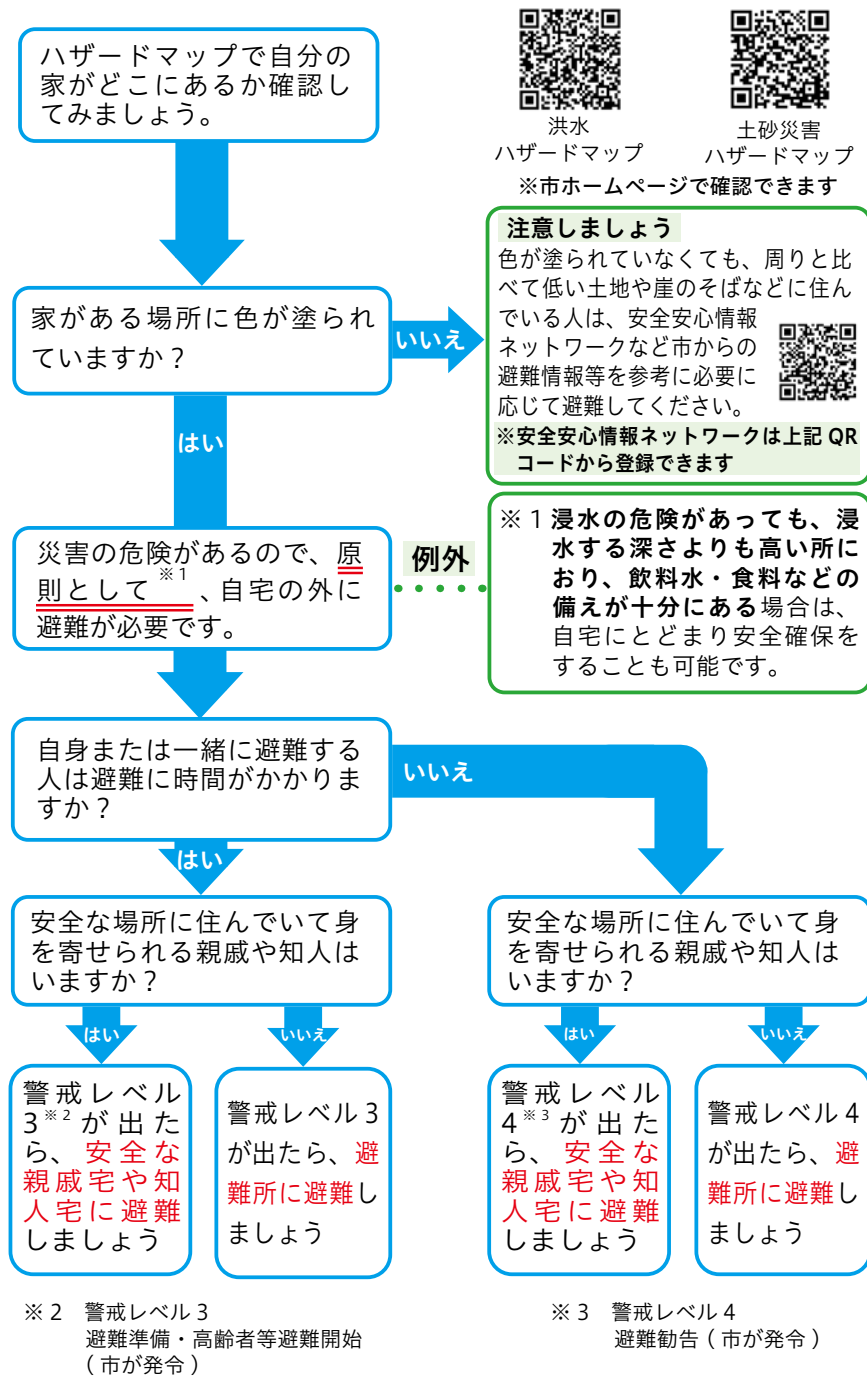 ハザードマップで自分の
家がどこにあるか確認し
てみましょう。
洪水
ハザードマップ
土砂災害
ハザードマップ
※市ホームページで確認できます
注意しましょう
色が塗られていなくても、周りと比
べて低い土地や崖のそばなどに住ん
でいる人は、安全安心情報
ネットワークなど市からの
避難情報等を参考に必要に
応じて避難してください。
※安全安心情報ネットワークは上記 QR
コードから登録できます
家がある場所に色が塗られ
ていますか？
いいえ
はい
災害の危険があるので、原
則として※1、自宅の外に
避難が必要です。
例外
※１浸水の危険があっても、浸
水する深さよりも高い所に
おり、飲料水・食料などの
備えが十分にある場合は、
自宅にとどまり安全確保を
することも可能です。
自身または一緒に避難する
人は避難に時間がかかりま
すか？
いいえ
はい
安全な場所に住んでいて身
を寄せられる親戚や知人は
いますか？
はい
いいえ
警戒レベル
3※2が出た
ら、安全な
親戚宅や知
人宅に避難
しましょう
警戒レベル3
が出たら、避
難所に避難し
ましょう
安全な場所に住んでいて身
を寄せられる親戚や知人は
いますか？
はい
いいえ
警戒レベル
4※3が出た
ら、安全な
親戚宅や知
人宅に避難
しましょう
警戒レベル4
が出たら、避
難所に避難し
ましょう
※２　警戒レベル3
避難準備・高齢者等避難開始
( 市が発令 )
※３　警戒レベル4
避難勧告 ( 市が発令 )